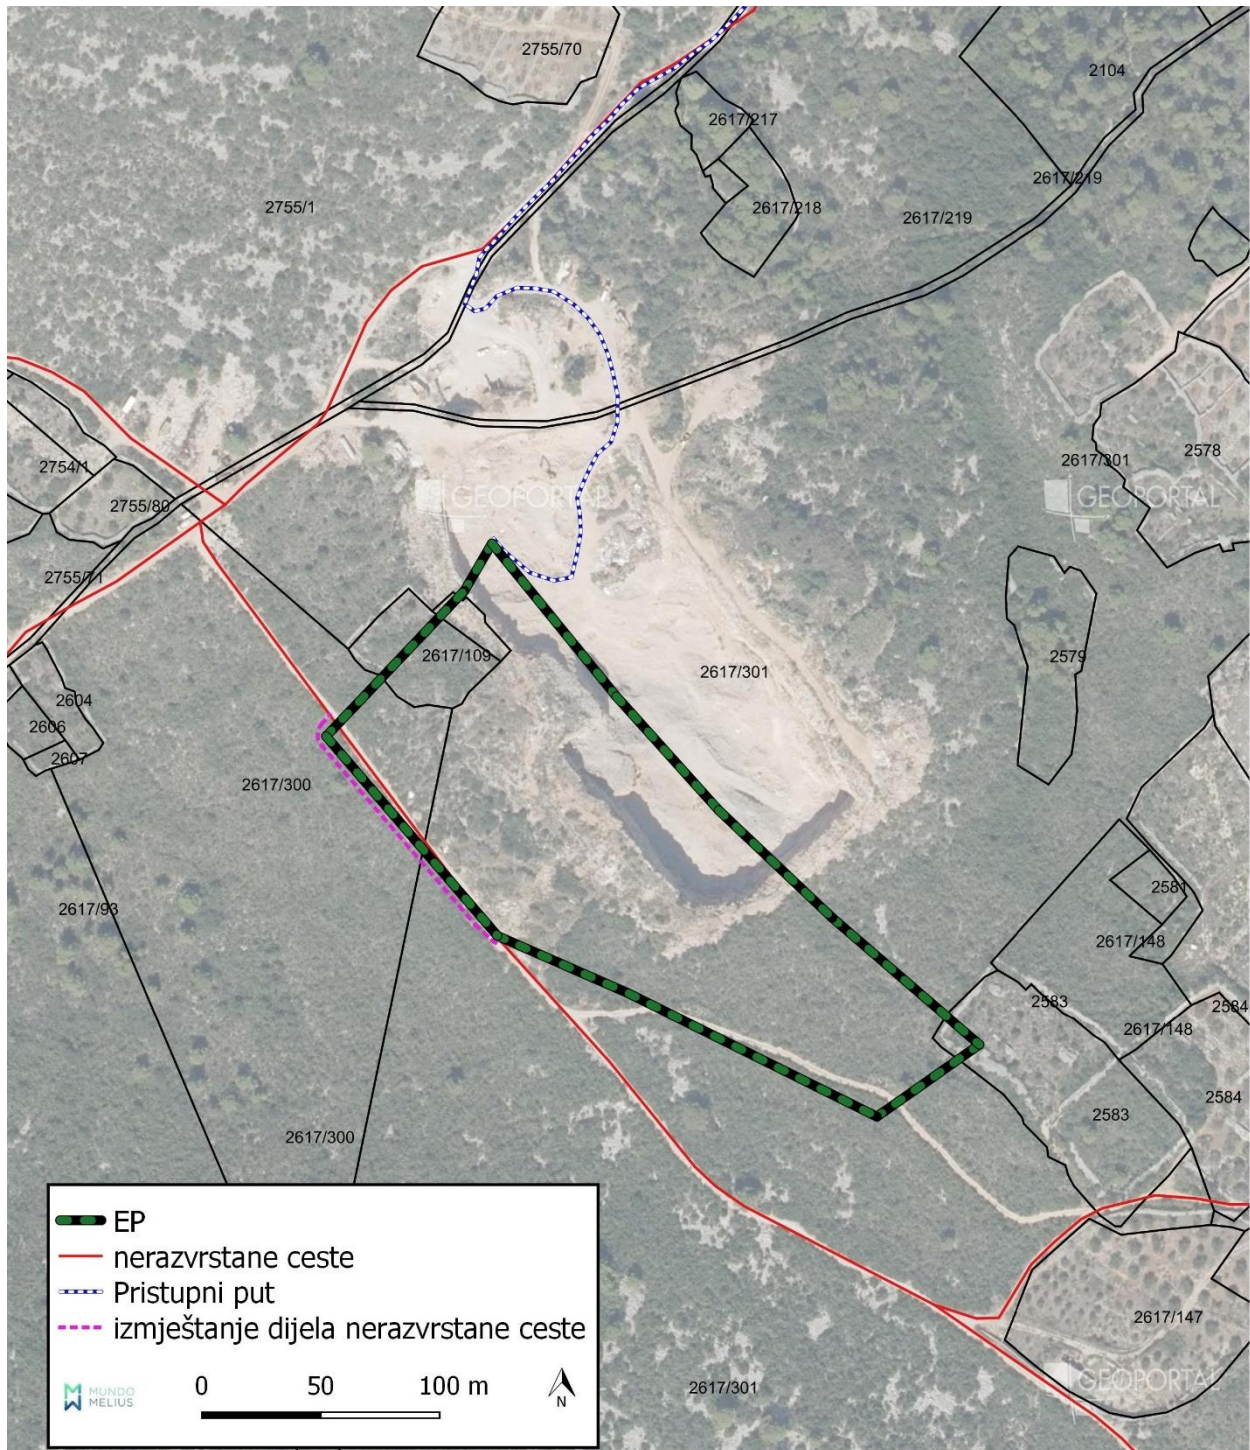 2755/70
2104
2617/217
2617/219
2755/1
2617/218
2617/219
2754/1
2617/301
2578
2755/80
GEOPORTAL
GEOPORTAL
2755/71
2617/109
2579
2617/301
2604
2606
2607
2617/300
2581
2617/93
2617/148
2583
2584
2617/148
2584
2583
2617/300
EP
nerazvrstane ceste
Pristupni put
izmještanje dijela nerazvrstane ceste
MUNDO
MELIUS
0 50 100 m
N
2617/147
GEOPORTAL
2617/301